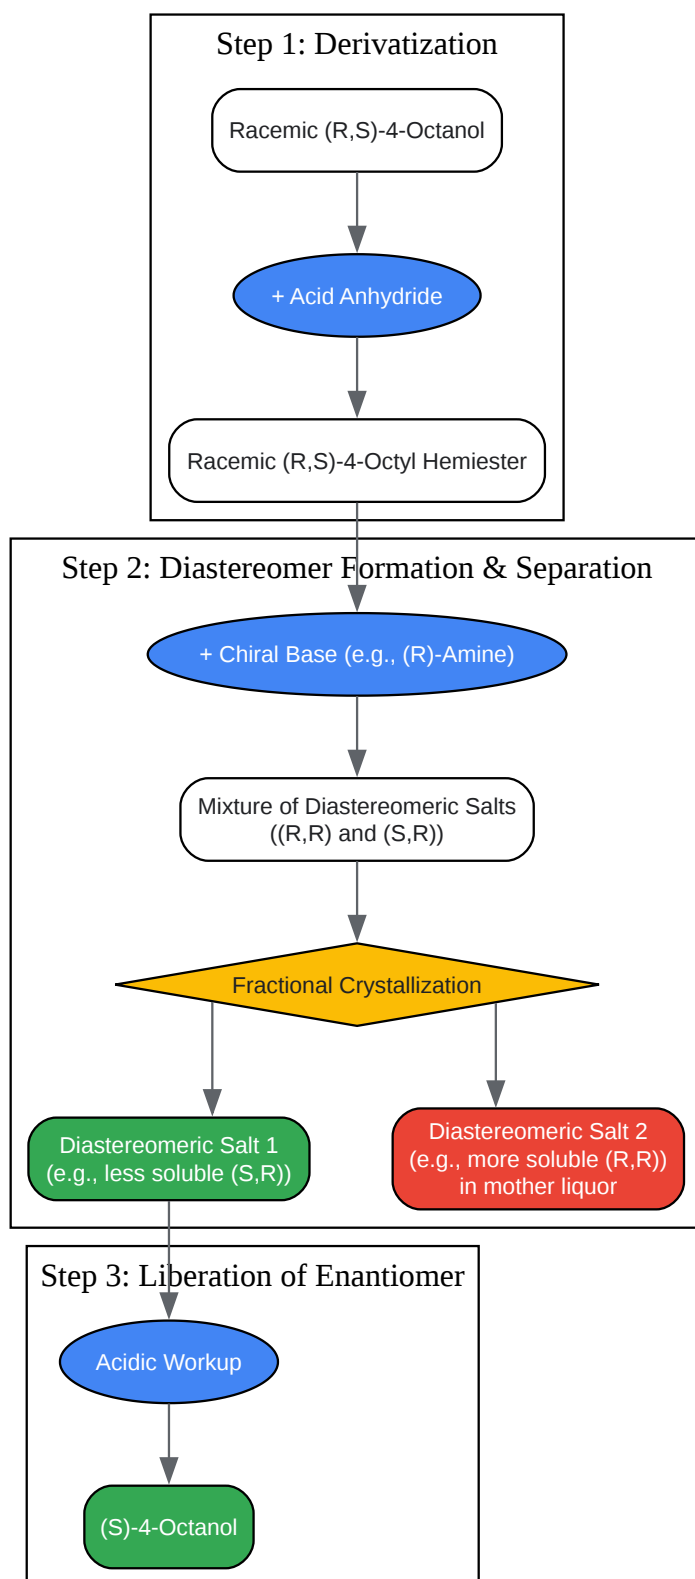 Step 1: Derivatization
Racemic (R,S)-4-Octanol
+ Acid Anhydride
Racemic (R,S)-4-Octyl Hemiester
Step 2: Diastereomer Formation & Separation
+ Chiral Base (e.g., (R)-Amine)
Mixture of Diastereomeric Salts
((R,R) and (S,R))
Fractional Crystallization
Diastereomeric Salt 1
(e.g., less soluble (S,R))
Diastereomeric Salt 2
(e.g., more soluble (R,R))
in mother liquor
Step 3: Liberation of Enantiomer
Acidic Workup
(S)-4-Octanol